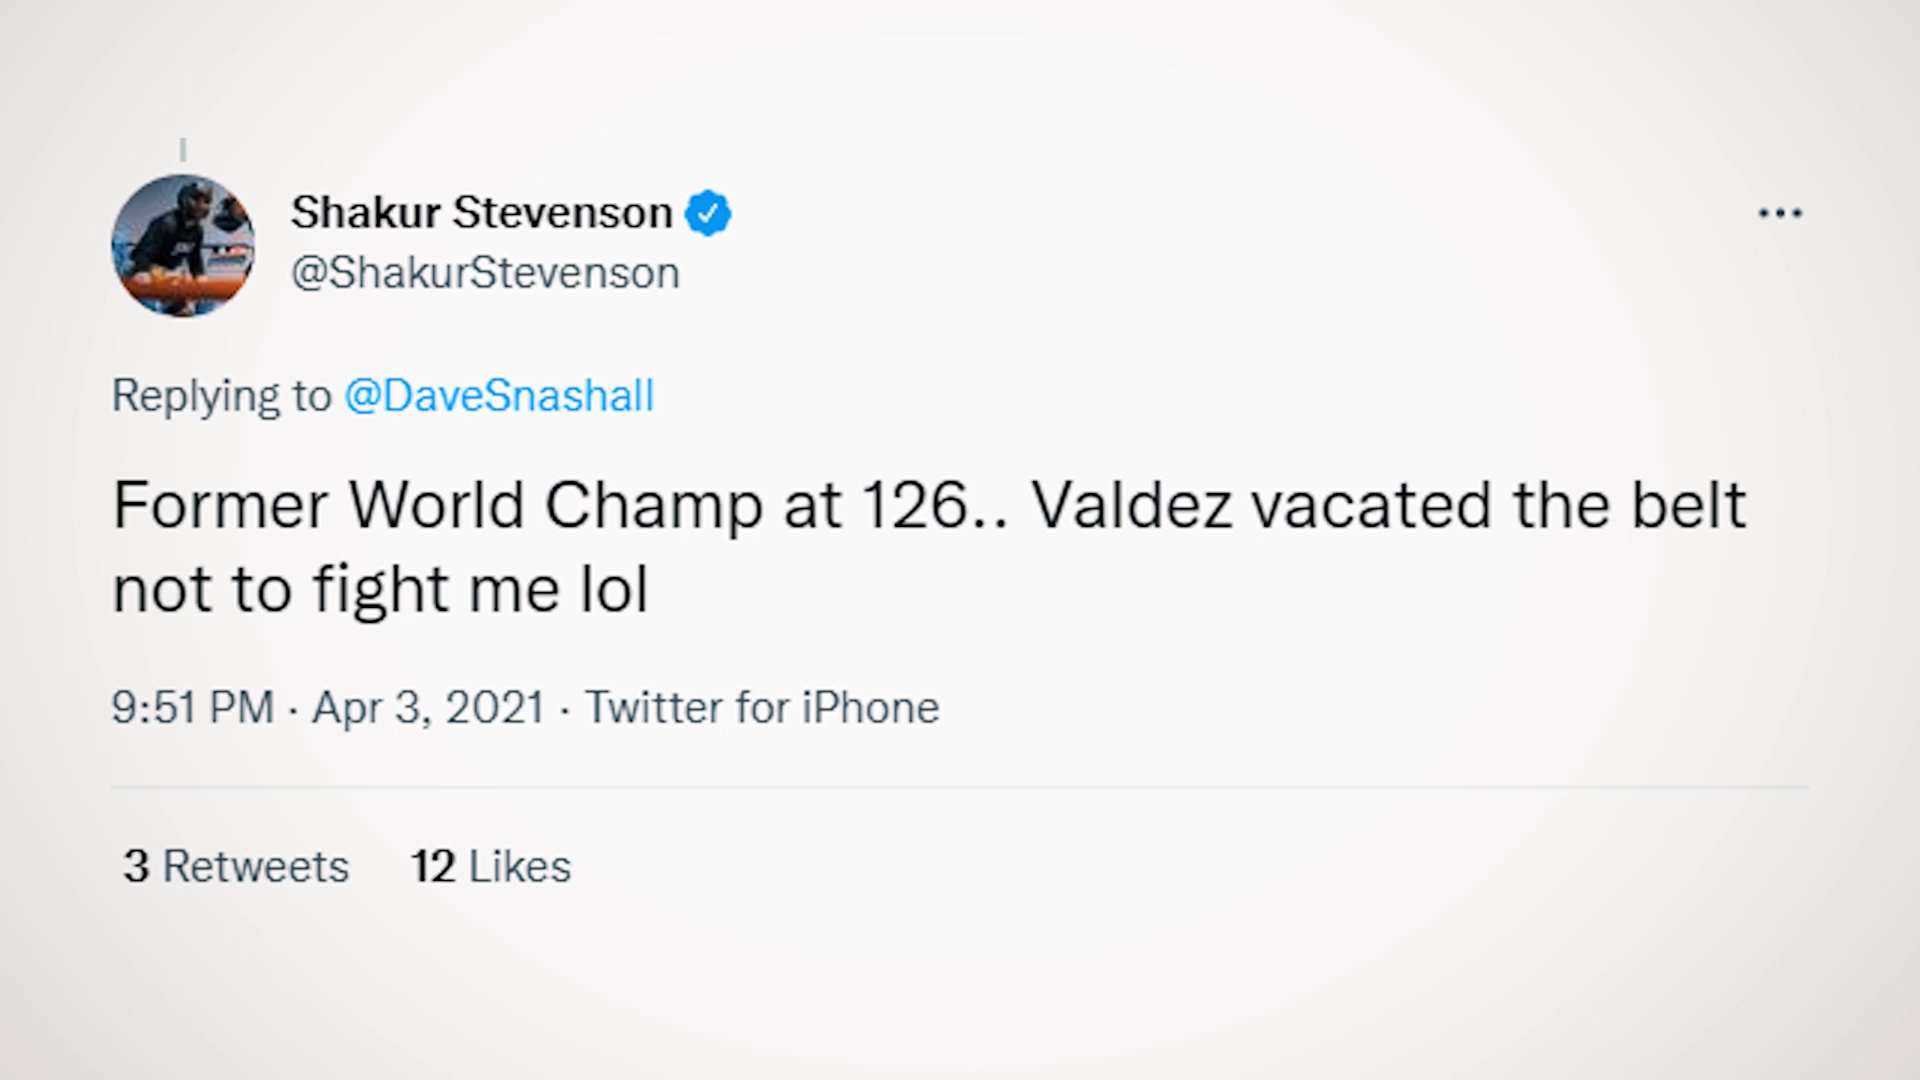 Shakur Stevenson
@ShakurStevenson
Replying to @DaveSnashall
Former World Champ at 126.. Valdez vacated the belt
not to fight me lol
9:51 PM · Apr 3, 2021 · Twitter for iPhone
3 Retweets 12 Likes